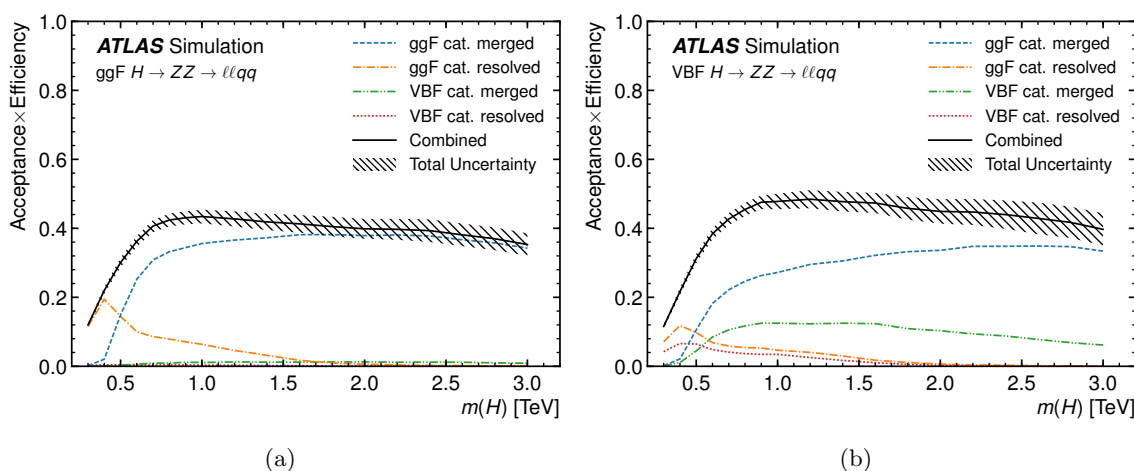 1.0
0.8
0.6
0.4
0.2
0.0
Acceptance×Efficiency
ATLAS Simulation
ggF H → ZZ → ℓℓqq
ggF cat. merged
ggF cat. resolved
VBF cat. merged
VBF cat. resolved
Combined
Total Uncertainty
0.5 1.0 1.5 2.0 2.5 3.0
m(H) [TeV]
(a)
1.0
0.8
0.6
0.4
0.2
0.0
Acceptance×Efficiency
ATLAS Simulation
VBF H → ZZ → ℓℓqq
ggF cat. merged
ggF cat. resolved
VBF cat. merged
VBF cat. resolved
Combined
Total Uncertainty
0.5 1.0 1.5 2.0 2.5 3.0
m(H) [TeV]
(b)